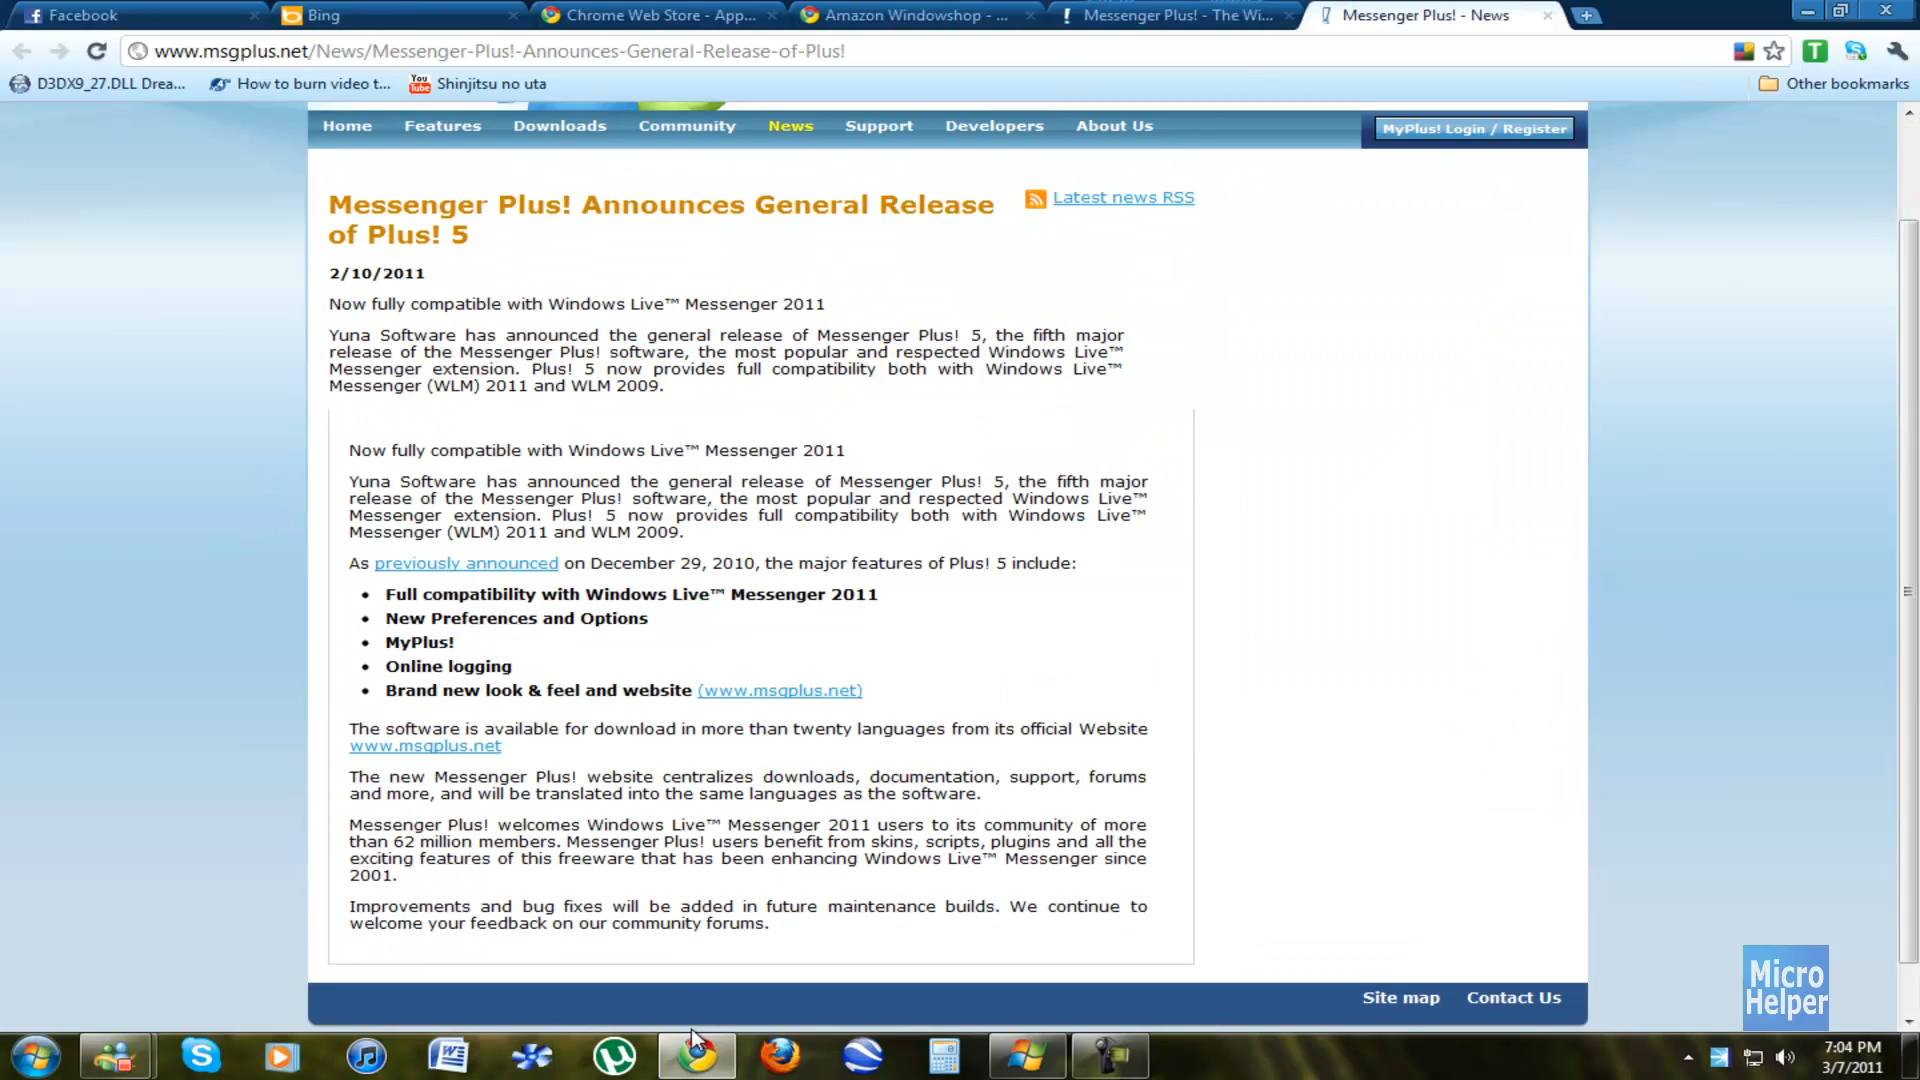 Facebook
Bing
Chrome Web Store - App...
Amazon Windowshop - ...
Messenger Plus! - The Wi...
Messenger Plus! - News
www.msgplus.net/News/Messenger-Plus!-Announces-General-Release-of-Plus!
D3DX9_27.DLL Drea...
How to burn video t...
You Tube
Shinjitsu no uta
Other bookmarks
Home
Features
Downloads
Community
News
Support
Developers
About Us
MyPlus! Login / Register
Messenger Plus! Announces General Release
of Plus! 5
Latest news RSS
2/10/2011
Now fully compatible with Windows Live™ Messenger 2011
Yuna Software has announced the general release of Messenger Plus! 5, the fifth major
release of the Messenger Plus! software, the most popular and respected Windows Live™
Messenger extension. Plus! 5 now provides full compatibility both with Windows Live™
Messenger (WLM) 2011 and WLM 2009.
Now fully compatible with Windows Live™ Messenger 2011
Yuna Software has announced the general release of Messenger Plus! 5, the fifth major
release of the Messenger Plus! software, the most popular and respected Windows Live™
Messenger extension. Plus! 5 now provides full compatibility both with Windows Live™
Messenger (WLM) 2011 and WLM 2009.
As previously announced on December 29, 2010, the major features of Plus! 5 include:
• Full compatibility with Windows Live™ Messenger 2011
• New Preferences and Options
• MyPlus!
• Online logging
• Brand new look & feel and website (www.msgplus.net)
The software is available for download in more than twenty languages from its official Website
www.msgplus.net
The new Messenger Plus! website centralizes downloads, documentation, support, forums
and more, and will be translated into the same languages as the software.
Messenger Plus! welcomes Windows Live™ Messenger 2011 users to its community of more
than 62 million members. Messenger Plus! users benefit from skins, scripts, plugins and all the
exciting features of this freeware that has been enhancing Windows Live™ Messenger since
2001.
Improvements and bug fixes will be added in future maintenance builds. We continue to
welcome your feedback on our community forums.
Site map
Contact Us
Micro
Helper
7:04 PM
3/7/2011